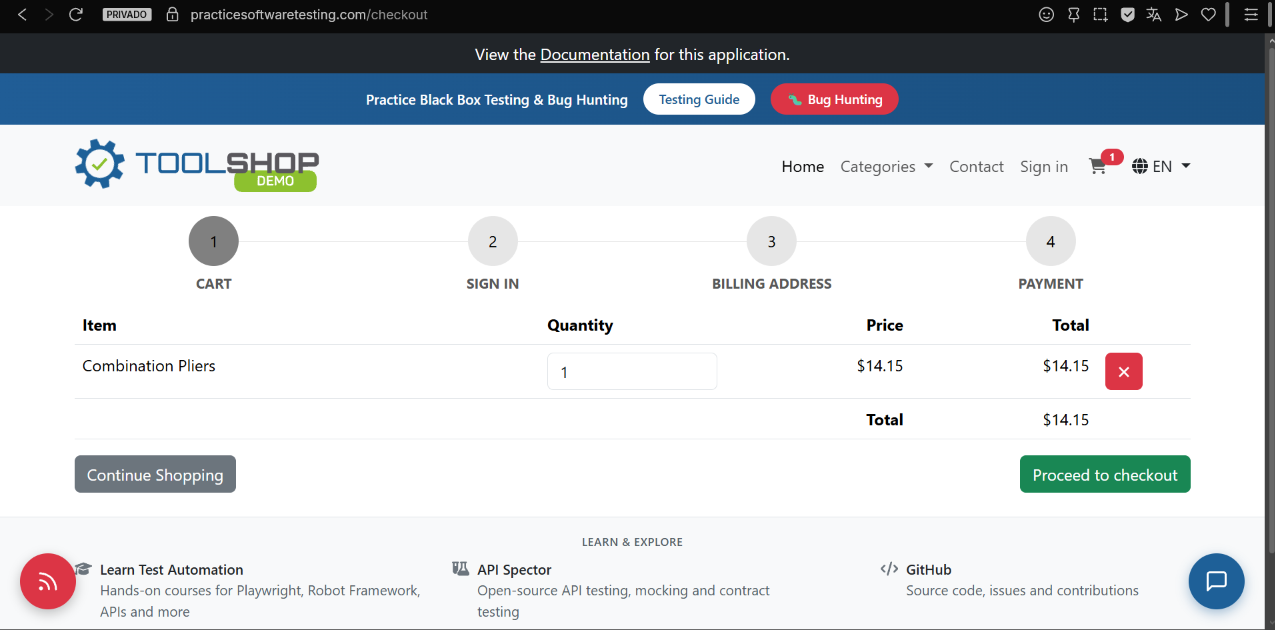 PRIVADO practicesoftwaretesting.com/checkout
View the Documentation for this application.
Practice Black Box Testing & Bug Hunting Testing Guide Bug Hunting
TOOLSHOP
DEMO
Home Categories Contact Sign in 1 EN
1 2 3 4
CART SIGN IN BILLING ADDRESS PAYMENT
Item Quantity Price Total
Combination Pliers 1 $14.15 $14.15
Total $14.15
Continue Shopping Proceed to checkout
LEARN & EXPLORE
Learn Test Automation API Spector GitHub
Hands-on courses for Playwright, Robot Framework, Open-source API testing, mocking and contract Source code, issues and contributions
APIs and more testing